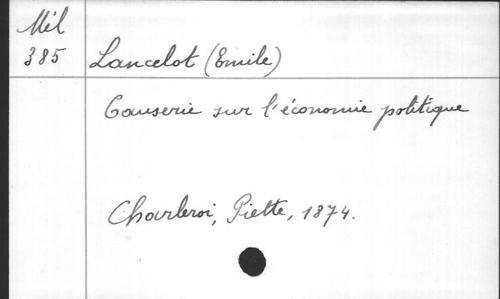 Mil
385
Lancelot (Emile)
Causerie sur l'économie politique
Charleroi, Piette, 1874.